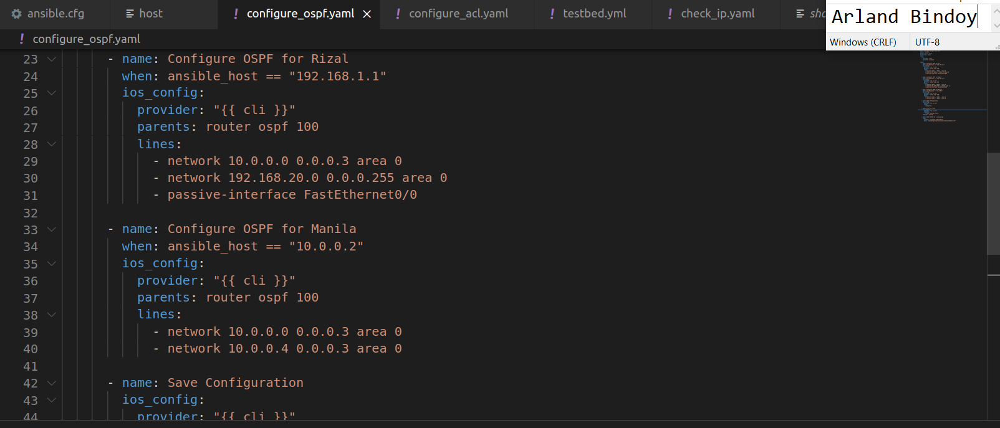 ansible.cfg
host
! configure_ospf.yaml
! configure_acl.yaml
! testbed.yml
! check_ip.yaml
sho
Arland Bindoy
Windows (CRLF) UTF-8
! configure_ospf.yaml
23 - name: Configure OSPF for Rizal
24 when: ansible_host == "192.168.1.1"
25 ios_config:
26 provider: "{{ cli }}"
27 parents: router ospf 100
28 lines:
29 - network 10.0.0.0 0.0.0.3 area 0
30 - network 192.168.20.0 0.0.0.255 area 0
31 - passive-interface FastEthernet0/0
32
33 - name: Configure OSPF for Manila
34 when: ansible_host == "10.0.0.2"
35 ios_config:
36 provider: "{{ cli }}"
37 parents: router ospf 100
38 lines:
39 - network 10.0.0.0 0.0.0.3 area 0
40 - network 10.0.0.4 0.0.0.3 area 0
41
42 - name: Save Configuration
43 ios_config:
44 provider: "{{ cli }}"